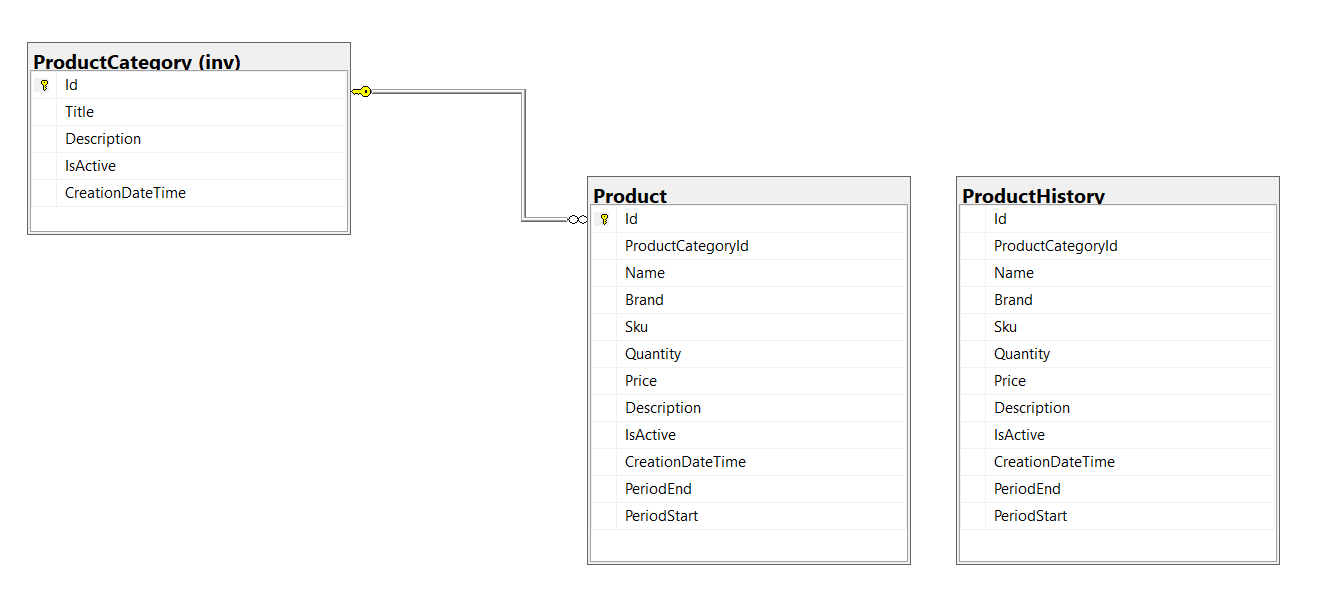 ProductCategory (inv)
Id
Title
Description
IsActive
CreationDateTime
Product
Id
ProductCategoryId
Name
Brand
Sku
Quantity
Price
Description
IsActive
CreationDateTime
PeriodEnd
PeriodStart
ProductHistory
Id
ProductCategoryId
Name
Brand
Sku
Quantity
Price
Description
IsActive
CreationDateTime
PeriodEnd
PeriodStart